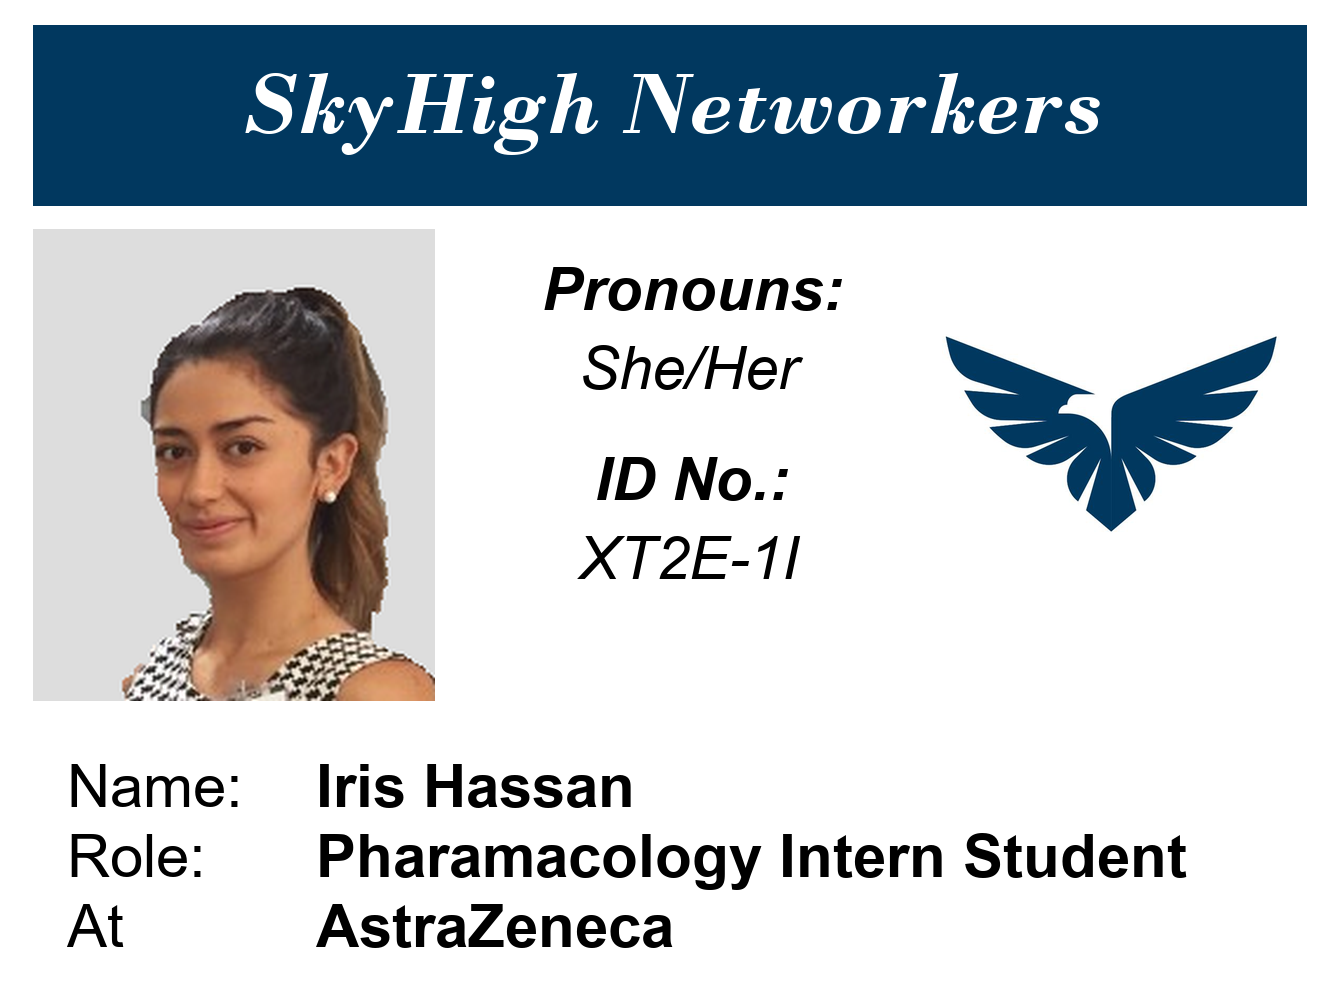 SkyHigh Networkers
Pronouns:
She/Her
ID No.:
XT2E-1I
Name: Iris Hassan
Role: Pharamacology Intern Student
At AstraZeneca